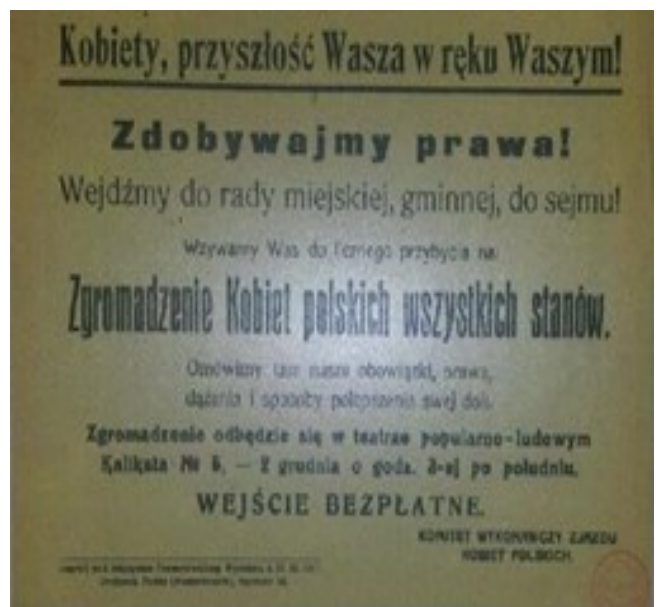 Kobiety, przyszłość Wasza w ręku Waszym!
Zdobywajmy prawa!
Wejdźmy do rady miejskiej, gminnej, do sejmu!
Wzywamy Was do licznego przybycia na
Zgromadzenie Kobiet polskich wszystkich stanów.
Omówimy tam nasze obowiązki, prawa,
dążenia i sposoby polepszenia swej doli.
Zgromadzenie odbędzie się w teatrze popularno-ludowym
№ 5, — 2 grudnia o godz. 3-ej po południu.
WEJŚCIE BEZPŁATNE.
KOMITET WYKONAWCZY ZJAZDU
KOBIET POLSKICH.